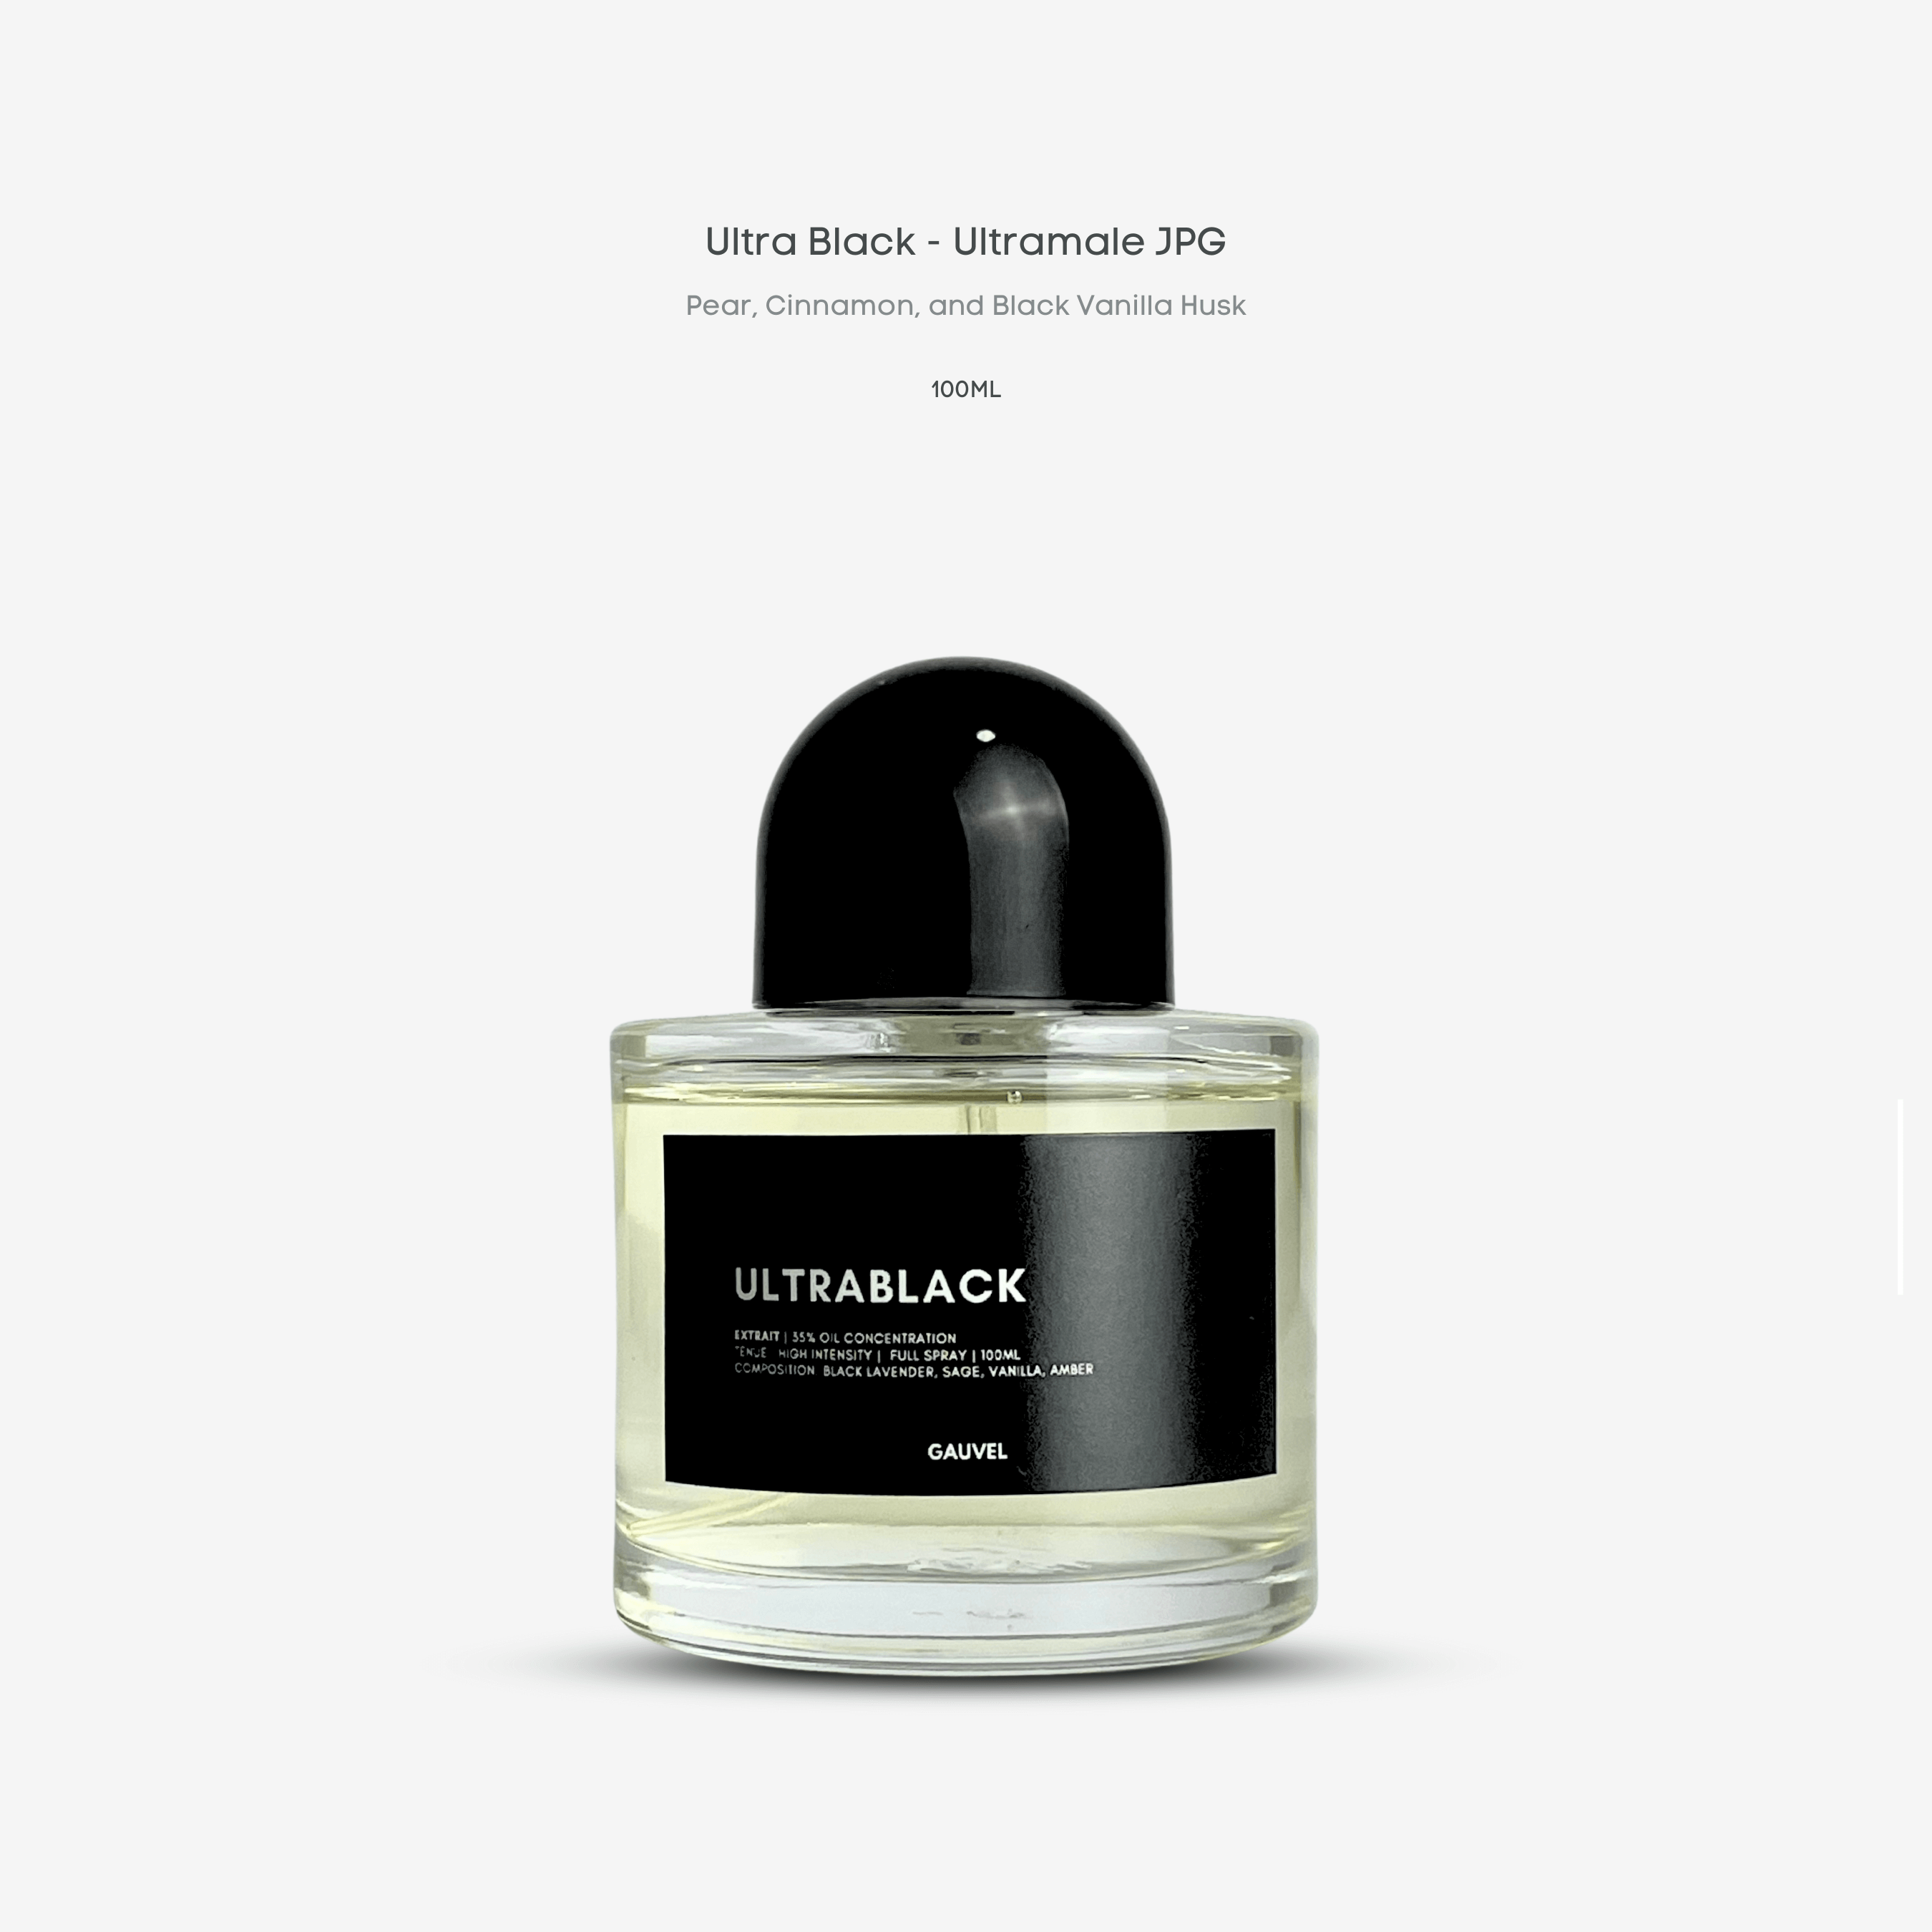 Ultra Black - Ultramale JPG
Pear, Cinnamon, and Black Vanilla Husk
100ML
ULTRABLACK
EXTRAIT | 35% OIL CONCENTRATION
TENUE HIGH INTENSITY | FULL SPRAY | 100ML
COMPOSITION BLACK LAVENDER, SAGE, VANILLA, AMBER
GAUVEL